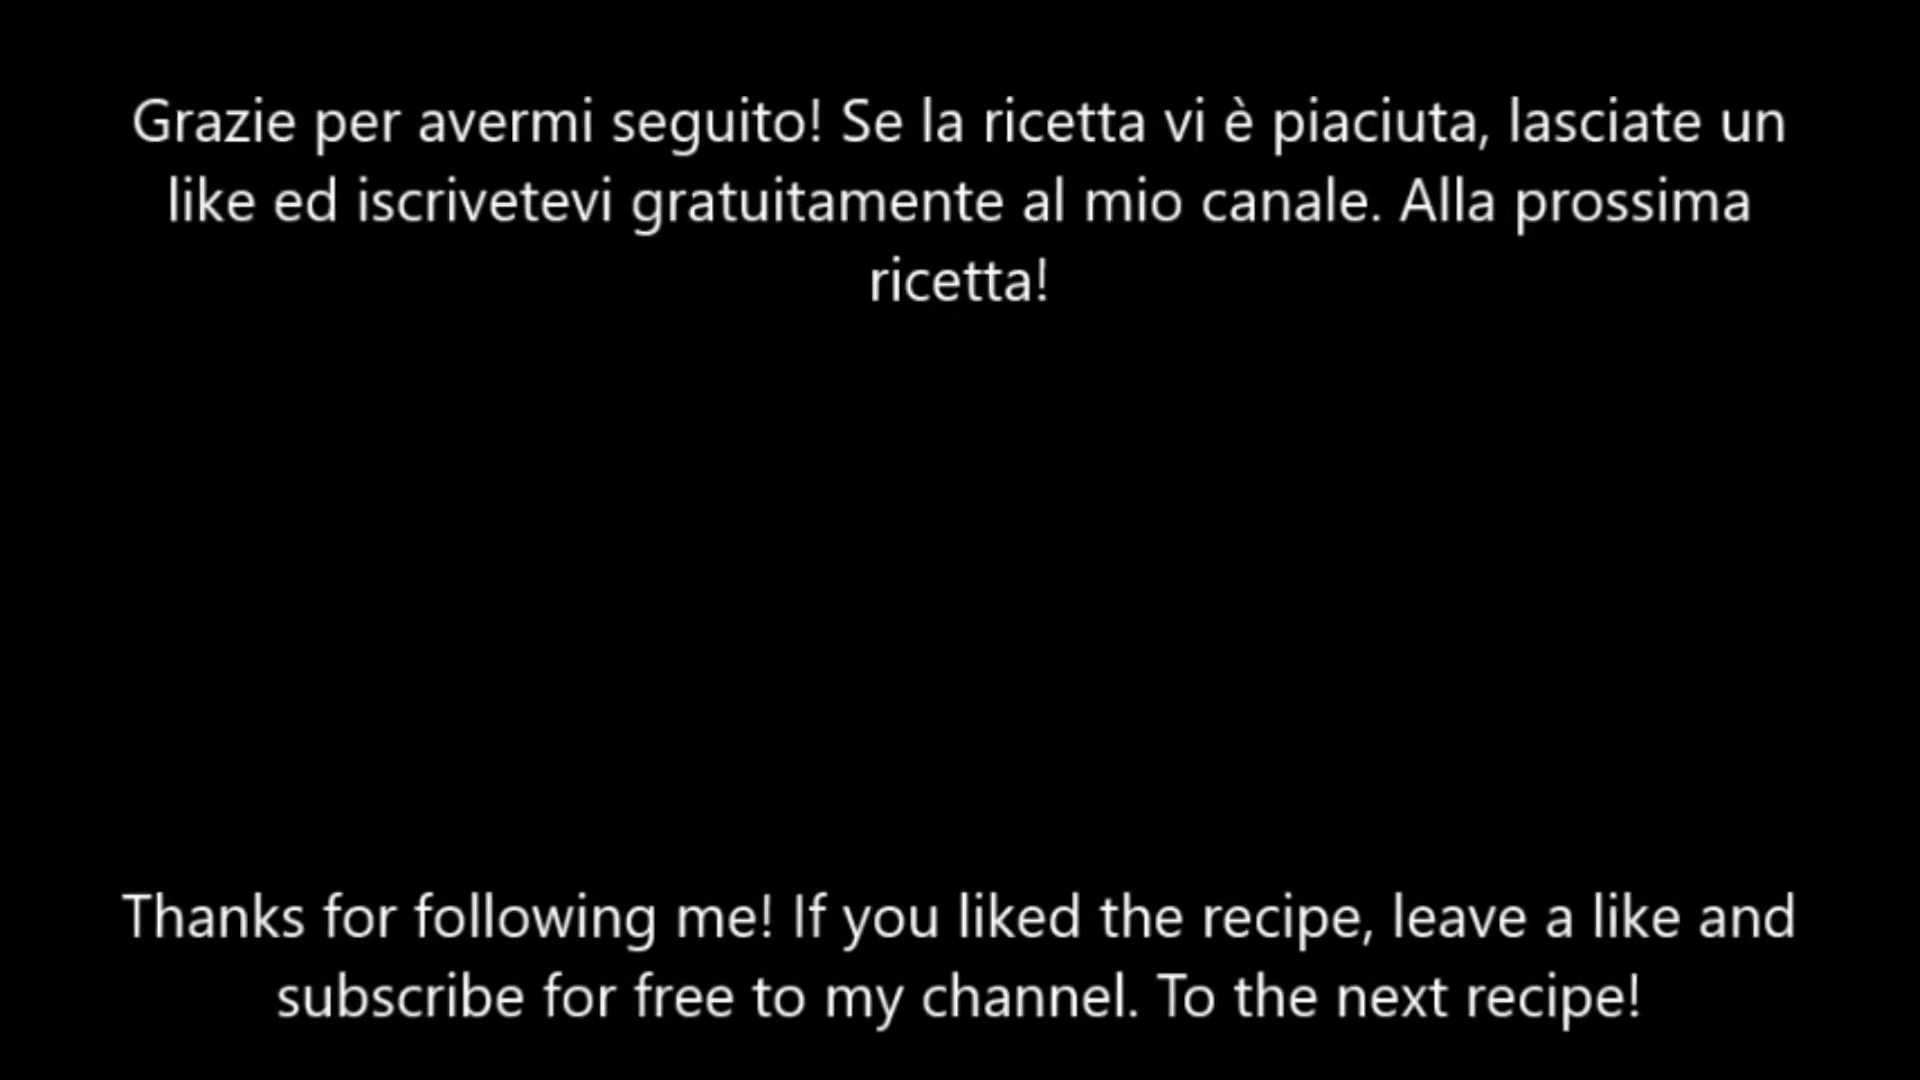 Grazie per avermi seguito! Se la ricetta vi è piaciuta, lasciate un
like ed iscrivetevi gratuitamente al mio canale. Alla prossima
ricetta!
Thanks for following me! If you liked the recipe, leave a like and
subscribe for free to my channel. To the next recipe!